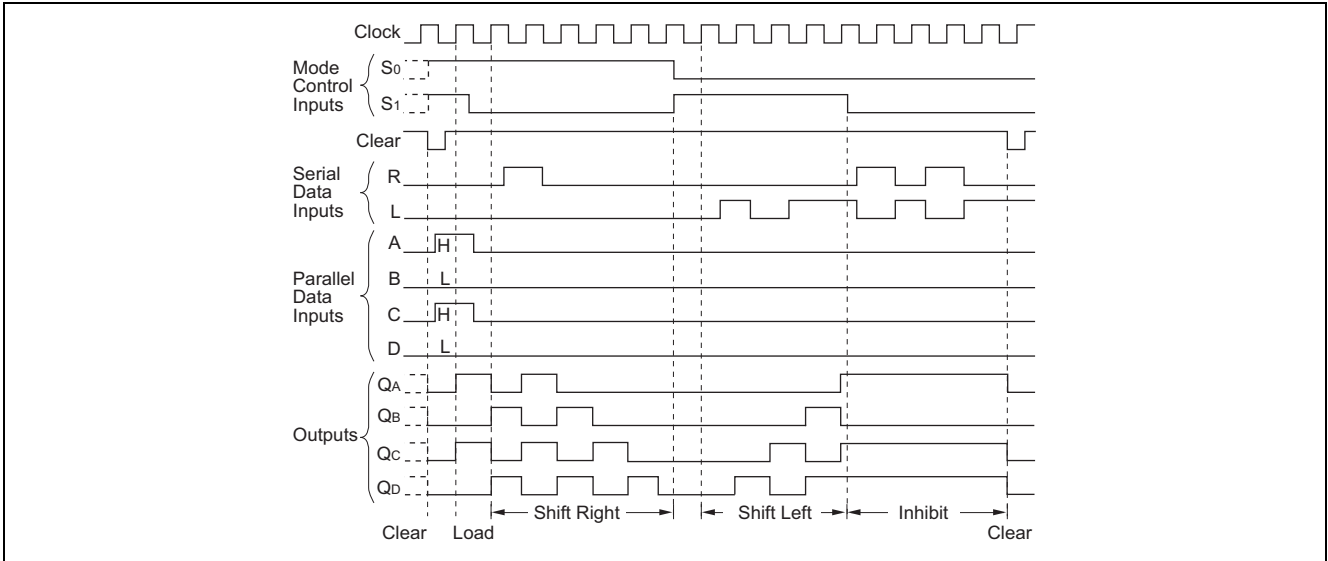 Clock
Mode
Control
Inputs
S0
S1
Clear
Serial
Data
Inputs
R
L
Parallel
Data
Inputs
A
H
B
L
C
H
D
L
Outputs
QA
QB
QC
QD
Shift Right
Shift Left
Inhibit
Clear
Load
Clear